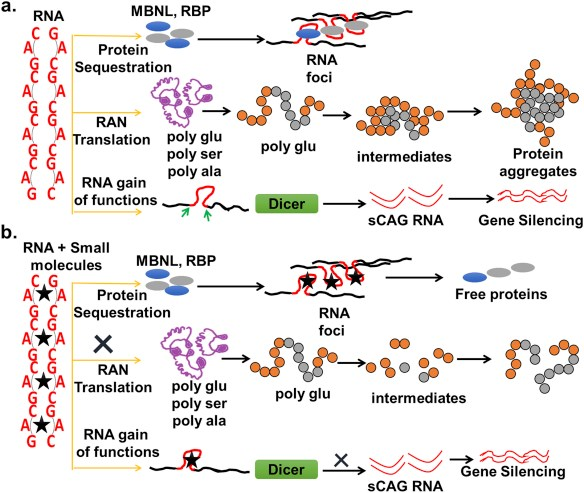 a.
RNA
MBNL, RBP
Protein
Sequestration
RNA
foci
RAN
Translation
poly glu
poly ser
poly ala
poly glu
intermediates
Protein
aggregates
RNA gain
of functions
Dicer
sCAG RNA
Gene Silencing
C G
A A
G C
C G
A A
G C
C G
A A
G C
C G
A A
G C
b.
RNA + Small
molecules
MBNL, RBP
Protein
Sequestration
RNA
foci
Free proteins
RAN
Translation
poly glu
poly ser
poly ala
poly glu
intermediates
RNA gain
of functions
Dicer
sCAG RNA
Gene Silencing
C G
A A
G C
C G
A A
G C
C G
A A
G C
C G
A A
G C